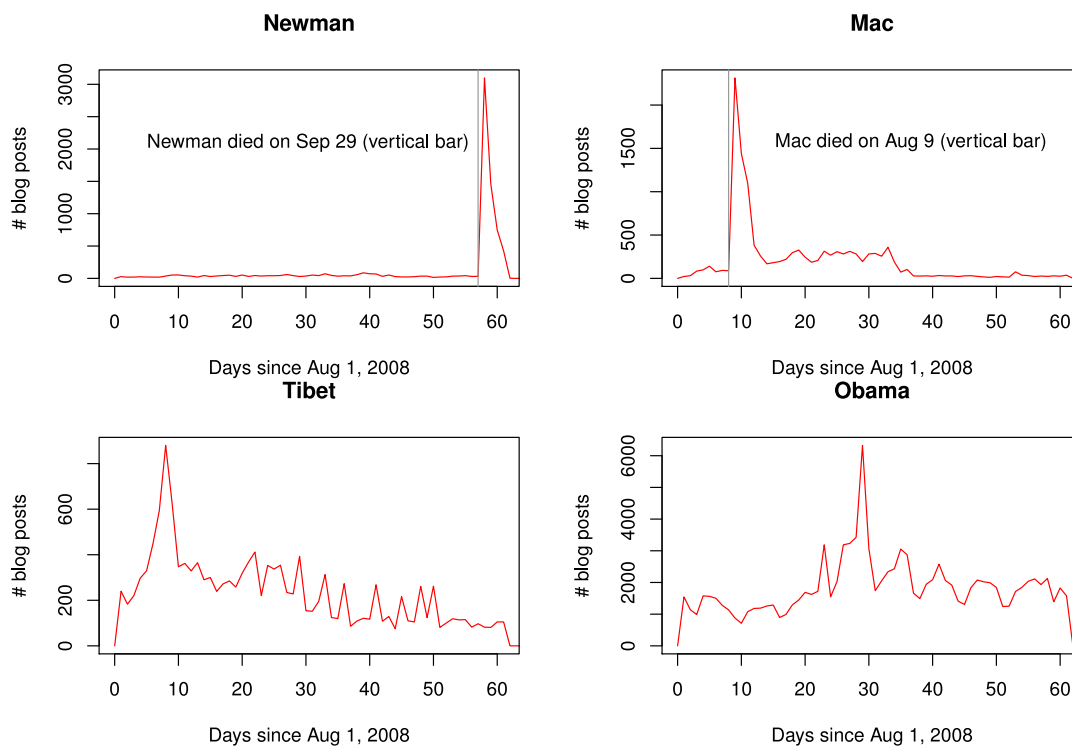 Newman
# blog posts
3000
2000
1000
0
Newman died on Sep 29 (vertical bar)
0 10 20 30 40 50 60
Days since Aug 1, 2008
Mac
# blog posts
1500
500
0
Mac died on Aug 9 (vertical bar)
0 10 20 30 40 50 60
Days since Aug 1, 2008
Tibet
# blog posts
600
200
0
0 10 20 30 40 50 60
Days since Aug 1, 2008
Obama
# blog posts
6000
4000
2000
0
0 10 20 30 40 50 60
Days since Aug 1, 2008